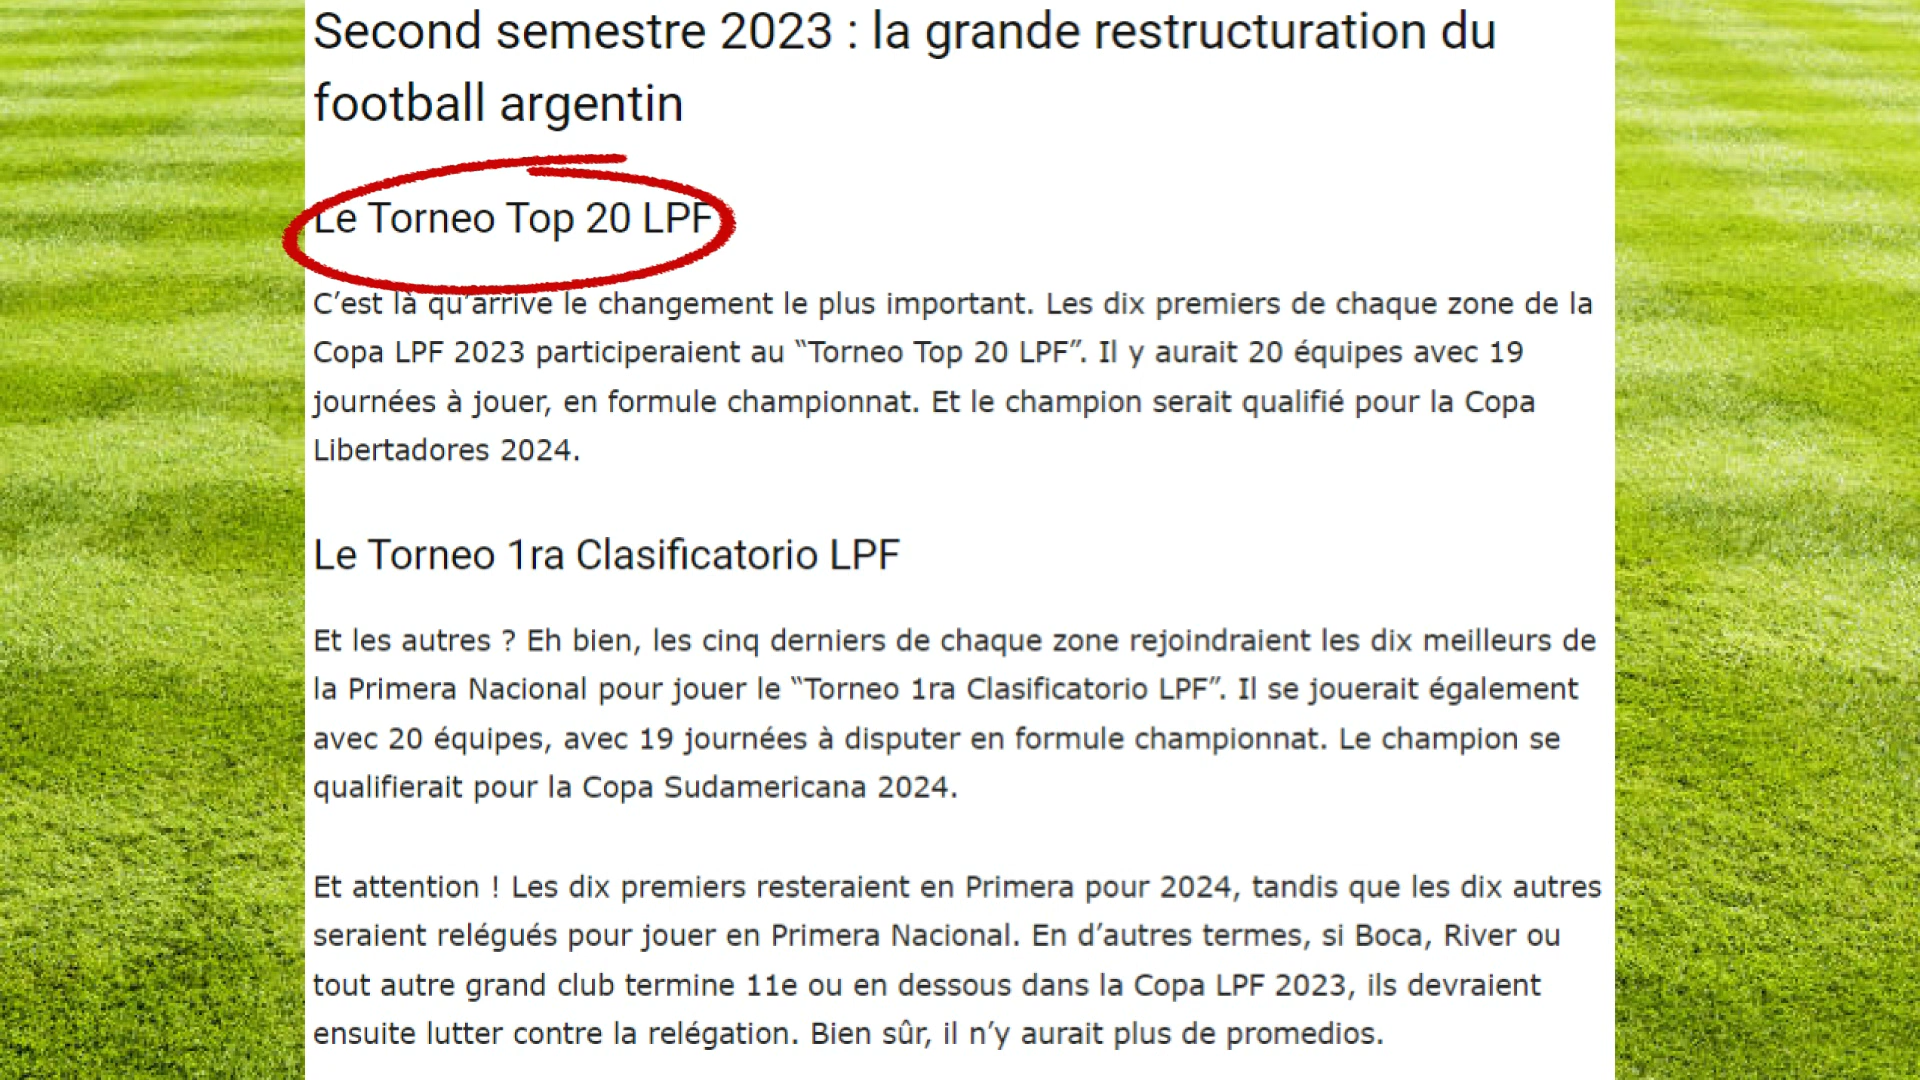 Second semestre 2023 : la grande restructuration du
football argentin
Le Torneo Top 20 LPF
C’est là qu’arrive le changement le plus important. Les dix premiers de chaque zone de la
Copa LPF 2023 participeraient au “Torneo Top 20 LPF”. Il y aurait 20 équipes avec 19
journées à jouer, en formule championnat. Et le champion serait qualifié pour la Copa
Libertadores 2024.
Le Torneo 1ra Clasificatorio LPF
Et les autres ? Eh bien, les cinq derniers de chaque zone rejoindraient les dix meilleurs de
la Primera Nacional pour jouer le “Torneo 1ra Clasificatorio LPF”. Il se jouerait également
avec 20 équipes, avec 19 journées à disputer en formule championnat. Le champion se
qualifierait pour la Copa Sudamericana 2024.
Et attention ! Les dix premiers resteraient en Primera pour 2024, tandis que les dix autres
seraient relégués pour jouer en Primera Nacional. En d’autres termes, si Boca, River ou
tout autre grand club termine 11e ou en dessous dans la Copa LPF 2023, ils devraient
ensuite lutter contre la relégation. Bien sûr, il n’y aurait plus de promedios.